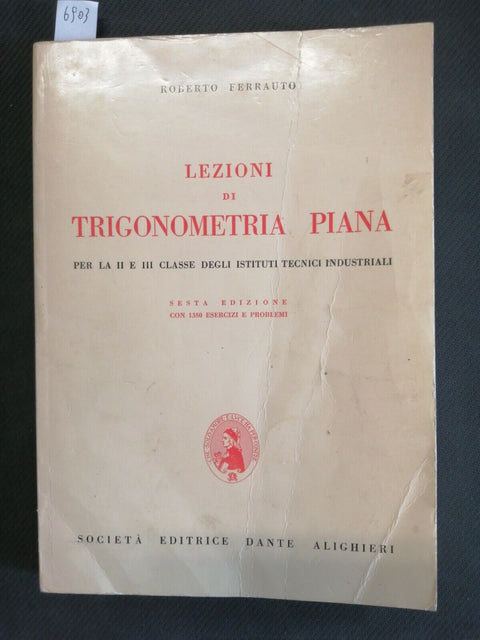 6903
ROBERTO FERRAUTO
LEZIONI
DI
TRIGONOMETRIA PIANA
PER LA II E III CLASSE DEGLI ISTITUTI TECNICI INDUSTRIALI
SESTA EDIZIONE
CON 1380 ESERCIZI E PROBLEMI
SOCIETÀ EDITRICE DANTE ALIGHIERI